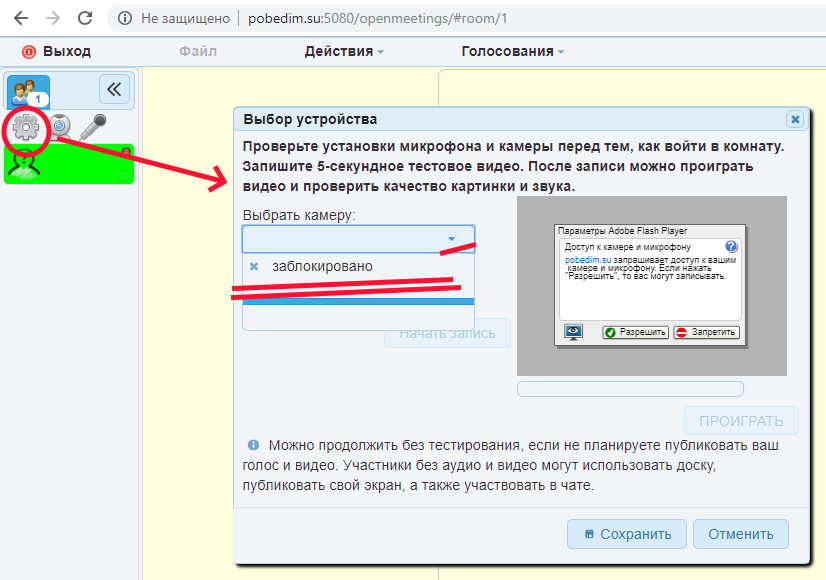 Не защищено | pobedim.su:5080/openmeetings/#room/1
Выход Файл Действия Голосования
1
Выбор устройства
Проверьте установки микрофона и камеры перед тем, как войти в комнату.
Запишите 5-секундное тестовое видео. После записи можно проиграть
видео и проверить качество картинки и звука.
Выбрать камеру:
заблокировано
Начать запись
Параметры Adobe Flash Player
Доступ к камере и микрофону
?
pobedim.su запрашивает доступ к вашим
камере и микрофону. Если нажать
"Разрешить", то вас могут записывать.
Разрешить Запретить
ПРОИГРАТЬ
Можно продолжить без тестирования, если не планируете публиковать ваш
голос и видео. Участники без аудио и видео могут использовать доску,
публиковать свой экран, а также участвовать в чате.
Сохранить Отменить